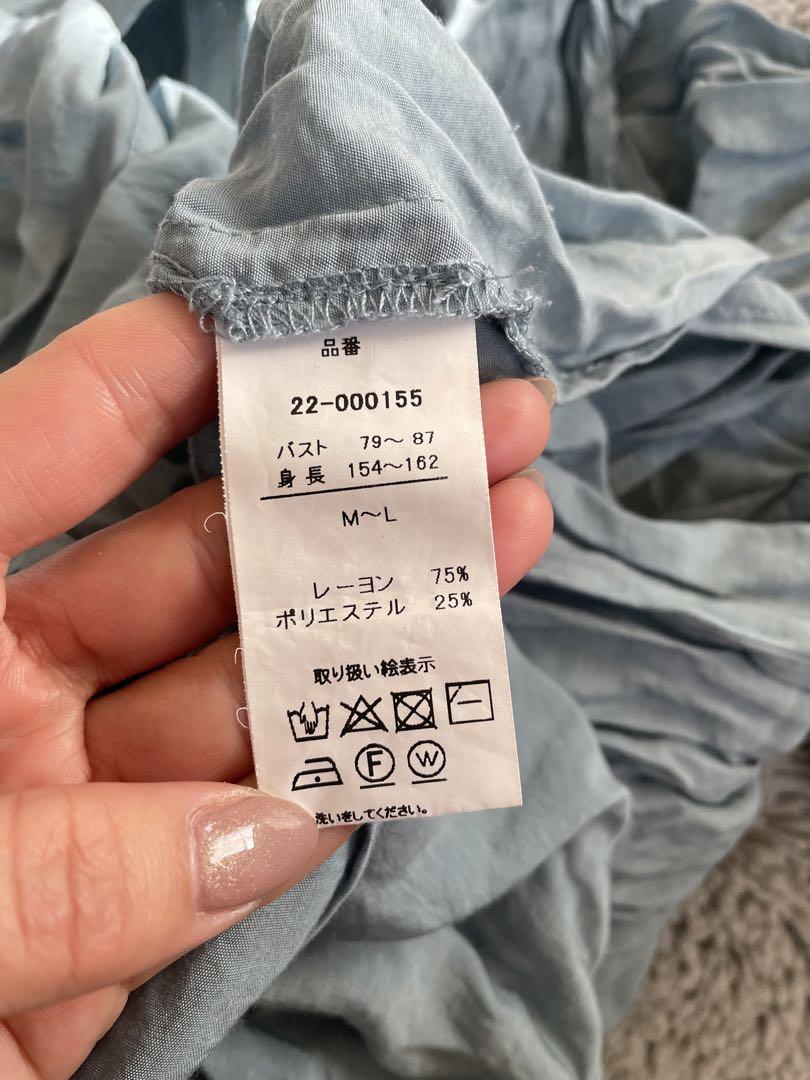 品番
22-000155
バスト 79〜 87
身長 154〜162
M〜L
レーヨン 75%
ポリエステル 25%
取り扱い絵表示
F W
洗いをしてください。